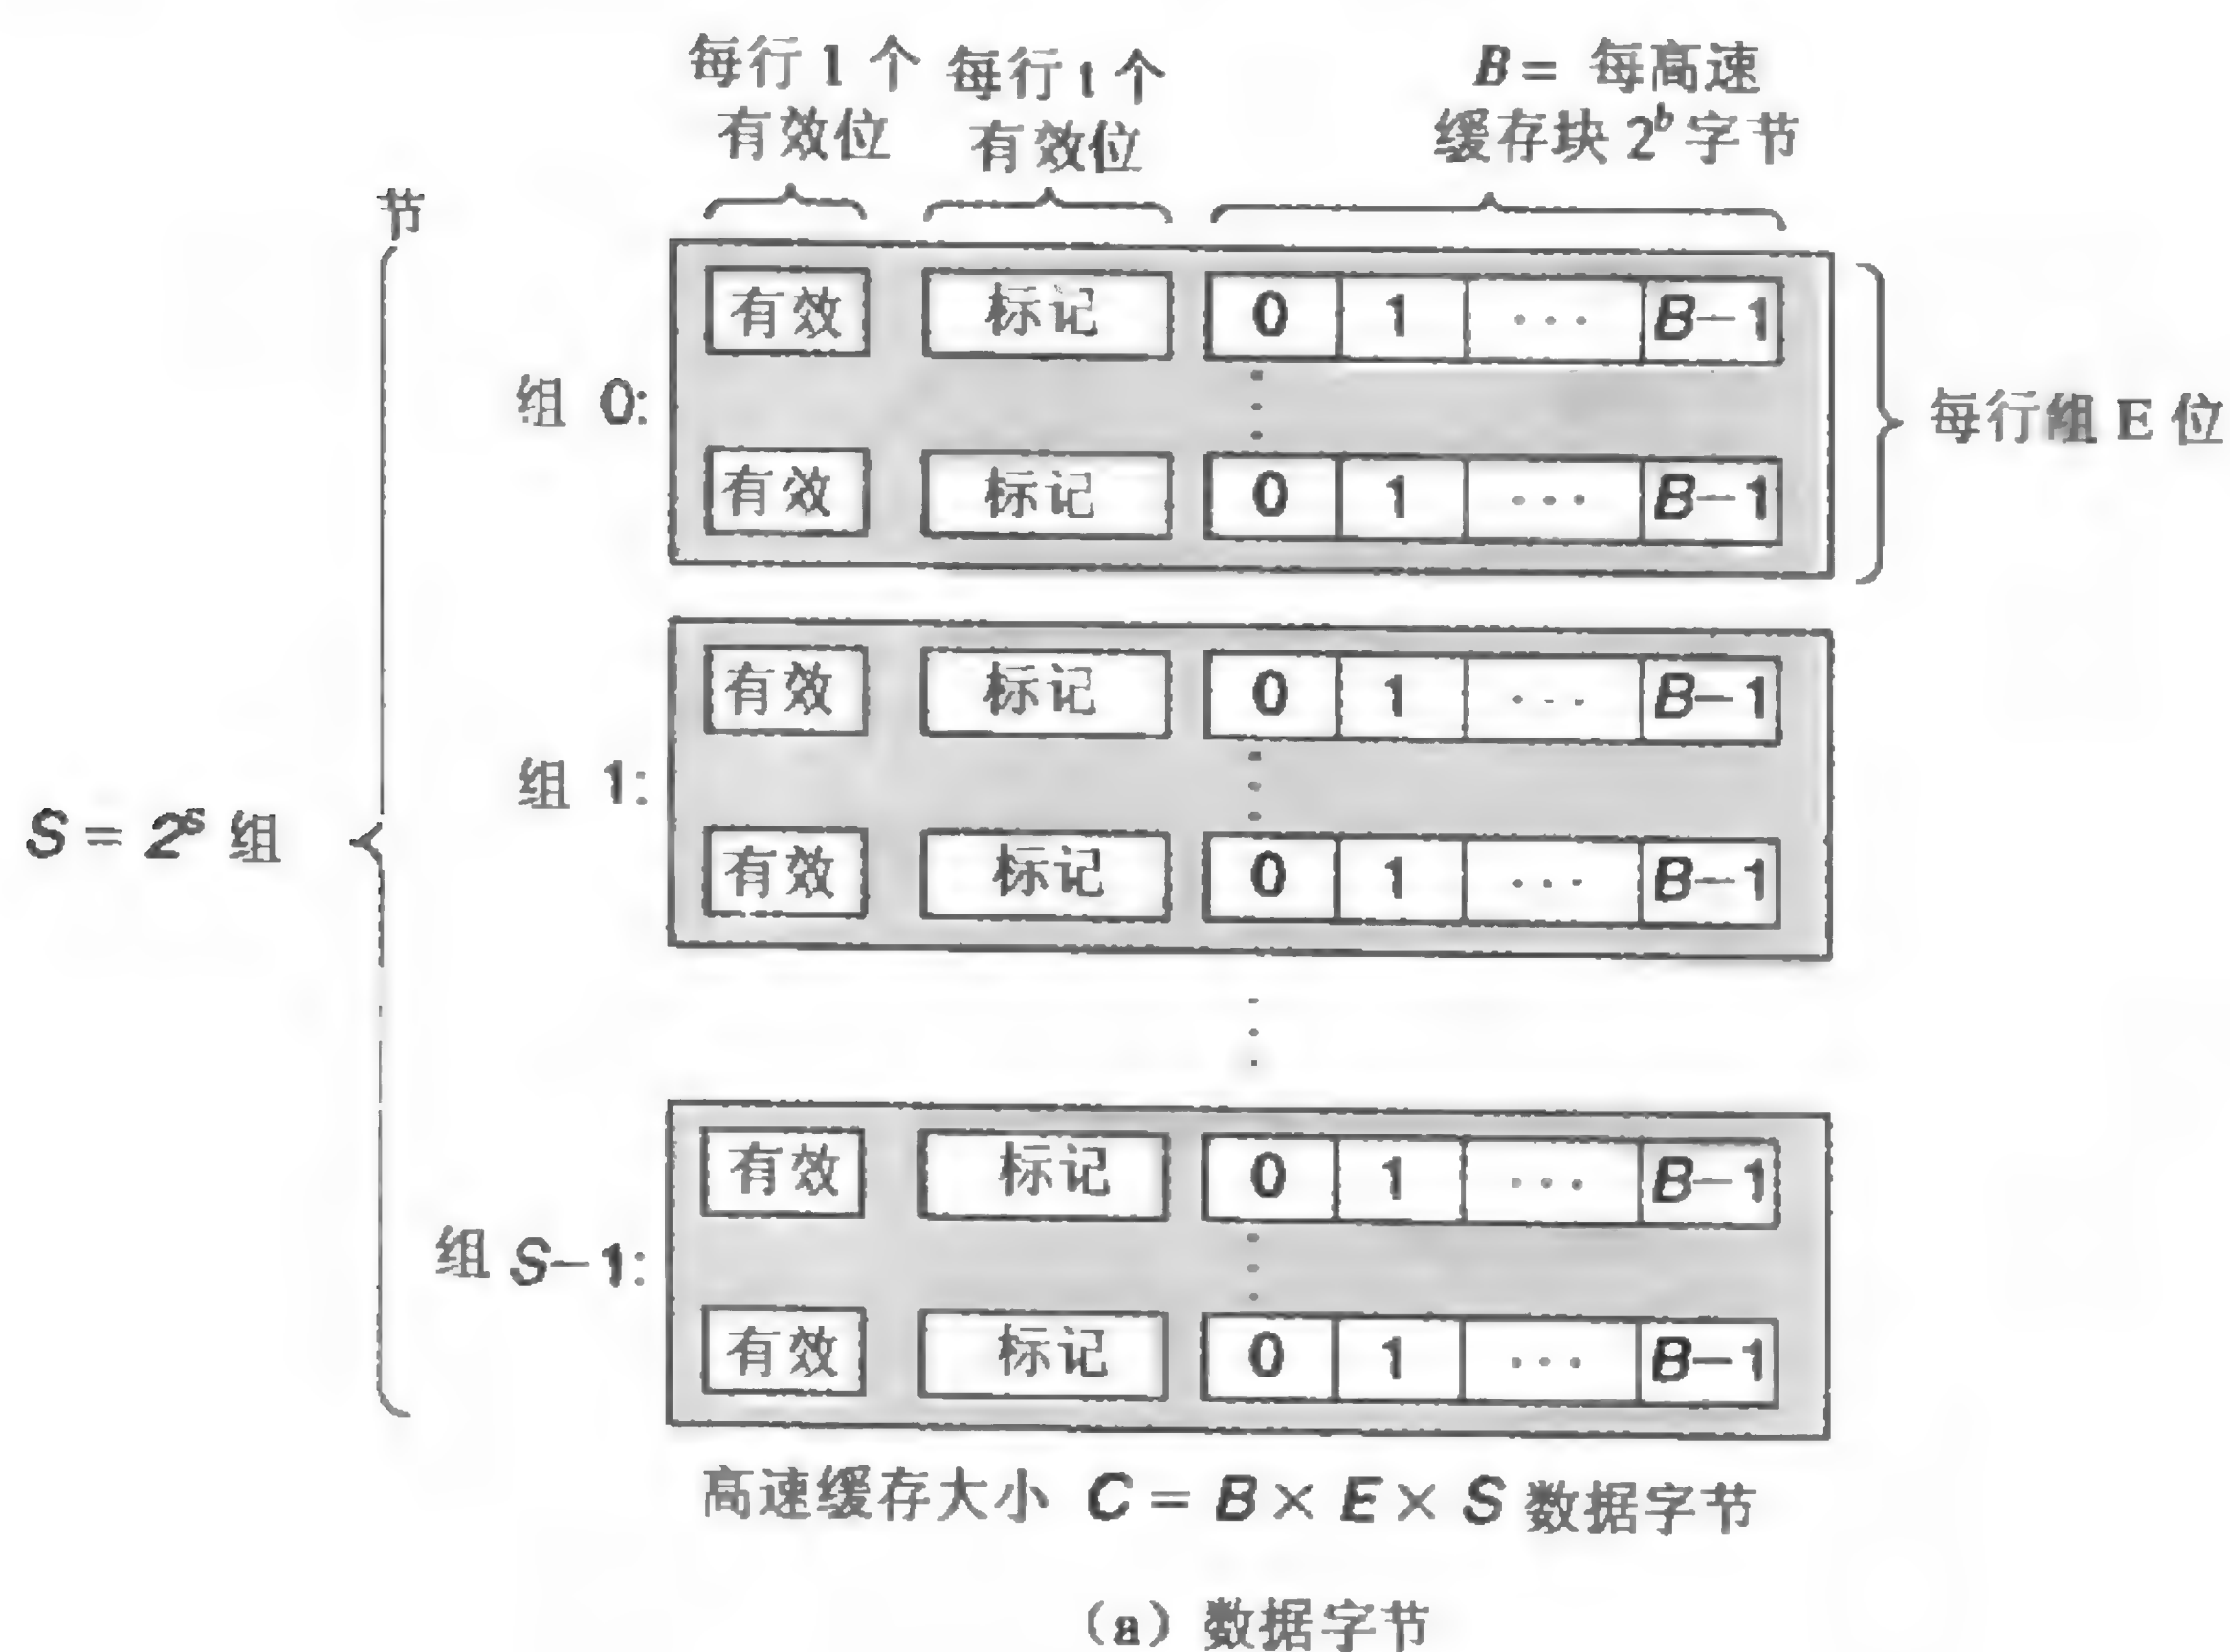 每行1个
有效位
每行t个
有效位
B= 每高速
缓存块 2^b 字节
节
有效 标记 0 1 ... B-1
组 0:
每行组 E 位
有效 标记 0 1 ... B-1
有效 标记 0 1 ... B-1
组 1:
S = 2^s 组
有效 标记 0 1 ... B-1
有效 标记 0 1 ... B-1
组 S-1:
有效 标记 0 1 ... B-1
高速缓存大小 C = B × E × S 数据字节
（a）数据字节